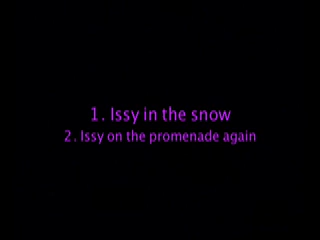 1. Issy in the snow
2. Issy on the promenade again